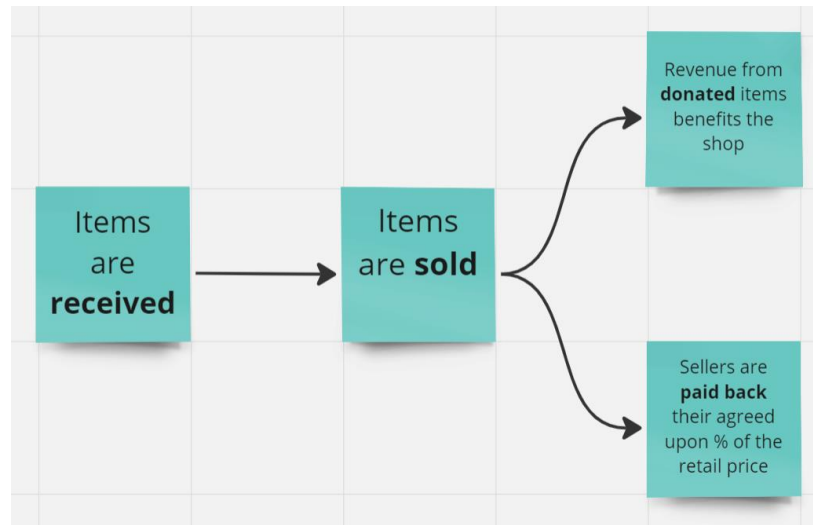 Items
are
received
Items
are sold
Revenue from
donated items
benefits the
shop
Sellers are
paid back
their agreed
upon % of the
retail price